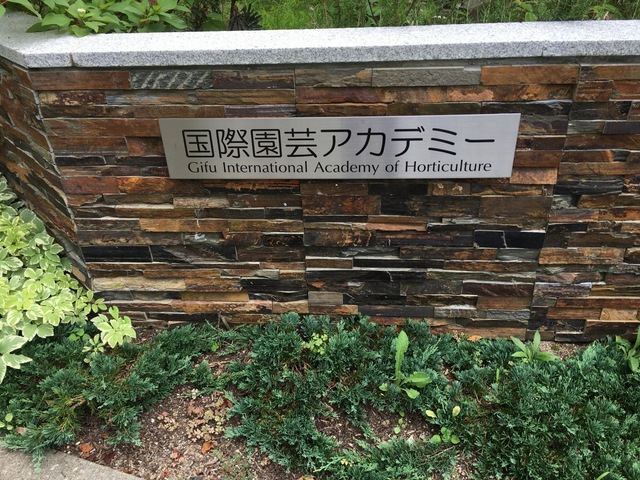 国際園芸アカデミー
Gifu International Academy of Horticulture